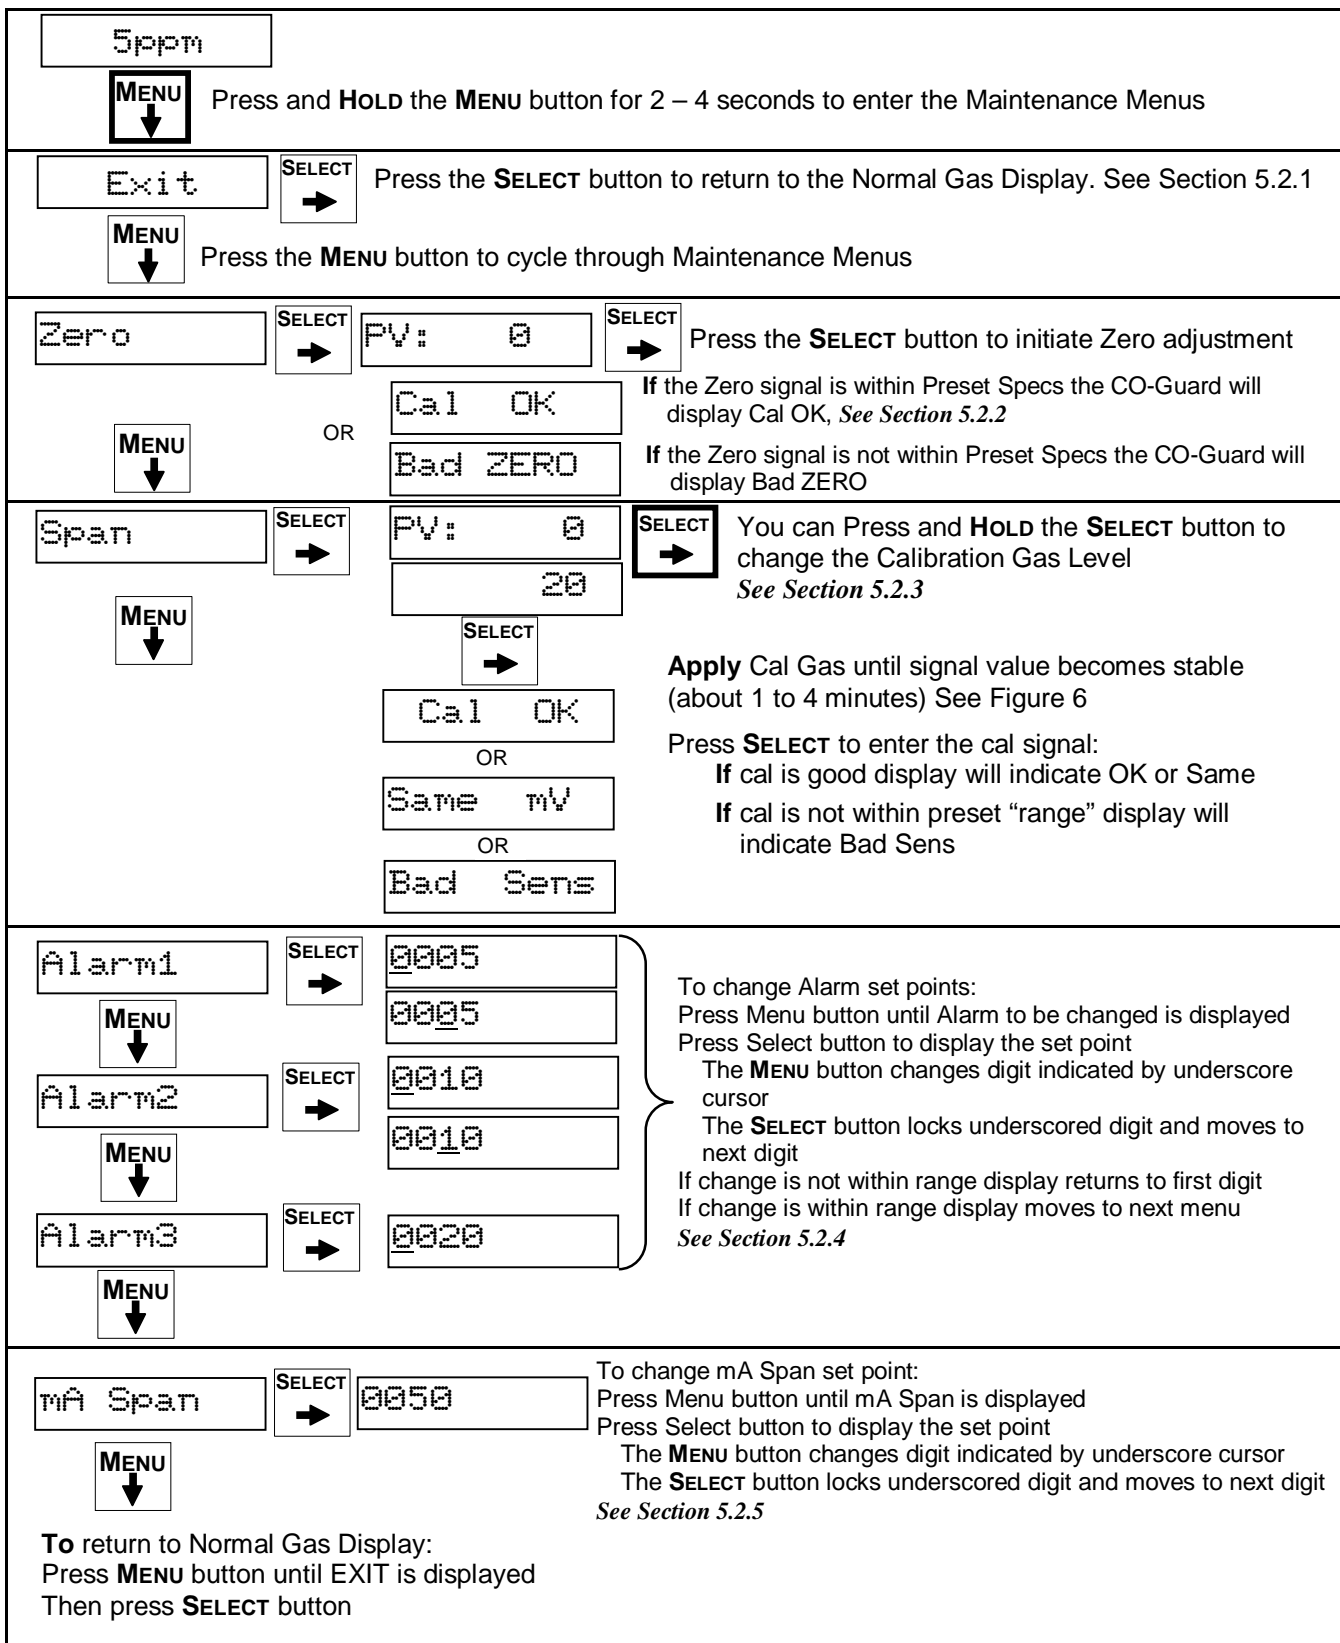 5ppm
MENU
Press and HOLD the MENU button for 2 – 4 seconds to enter the Maintenance Menus
Exit
SELECT
Press the SELECT button to return to the Normal Gas Display. See Section 5.2.1
MENU
Press the MENU button to cycle through Maintenance Menus
Zero
SELECT
PV: 0
SELECT
Press the SELECT button to initiate Zero adjustment
MENU
OR
Cal OK
If the Zero signal is within Preset Specs the CO-Guard will
display Cal OK, See Section 5.2.2
Bad ZERO
If the Zero signal is not within Preset Specs the CO-Guard will
display Bad ZERO
Span
SELECT
PV: 0
20
SELECT
You can Press and HOLD the SELECT button to
change the Calibration Gas Level
See Section 5.2.3
MENU
SELECT
Apply Cal Gas until signal value becomes stable
(about 1 to 4 minutes) See Figure 6
Cal OK
OR
Same mV
OR
Bad Sens
Press SELECT to enter the cal signal:
If cal is good display will indicate OK or Same
If cal is not within preset “range” display will
indicate Bad Sens
Alarm1
SELECT
0005
0005
MENU
Alarm2
SELECT
0010
0010
MENU
Alarm3
SELECT
0020
MENU
To change Alarm set points:
Press Menu button until Alarm to be changed is displayed
Press Select button to display the set point
The MENU button changes digit indicated by underscore
cursor
The SELECT button locks underscored digit and moves to
next digit
If change is not within range display returns to first digit
If change is within range display moves to next menu
See Section 5.2.4
mA Span
SELECT
0050
MENU
To change mA Span set point:
Press Menu button until mA Span is displayed
Press Select button to display the set point
The MENU button changes digit indicated by underscore cursor
The SELECT button locks underscored digit and moves to next digit
See Section 5.2.5
To return to Normal Gas Display:
Press MENU button until EXIT is displayed
Then press SELECT button